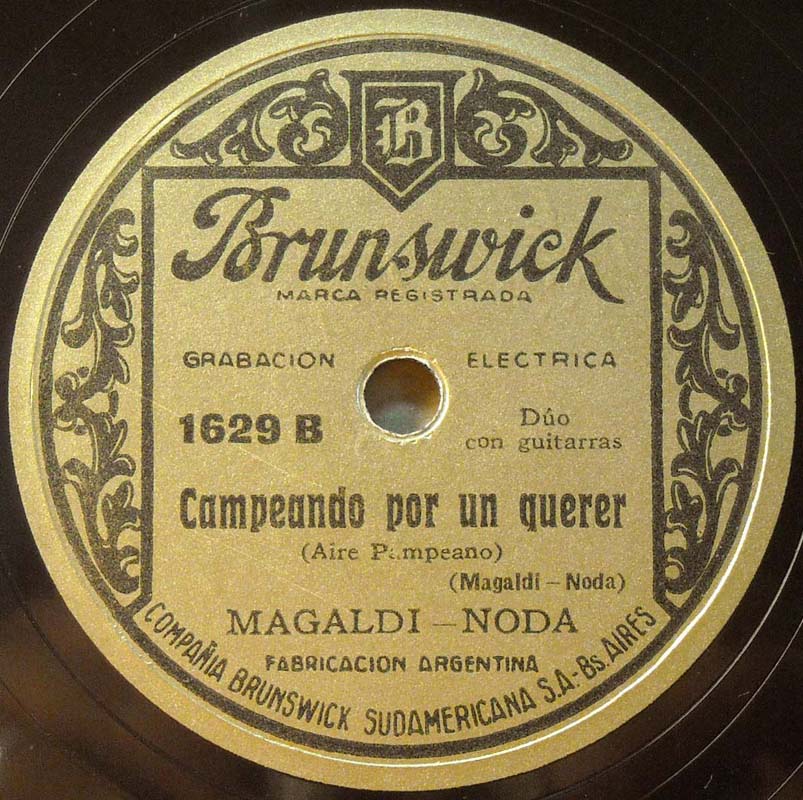 B
Brunswick
MARCA REGISTRADA
GRABACION ELECTRICA
1629 B
Dúo
con guitarras
Campeando por un querer
(Aire Pampeano)
(Magaldi – Noda)
MAGALDI – NODA
FABRICACION ARGENTINA
COMPAÑIA BRUNSWICK SUDAMERICANA S.A.- Bs. AIRES